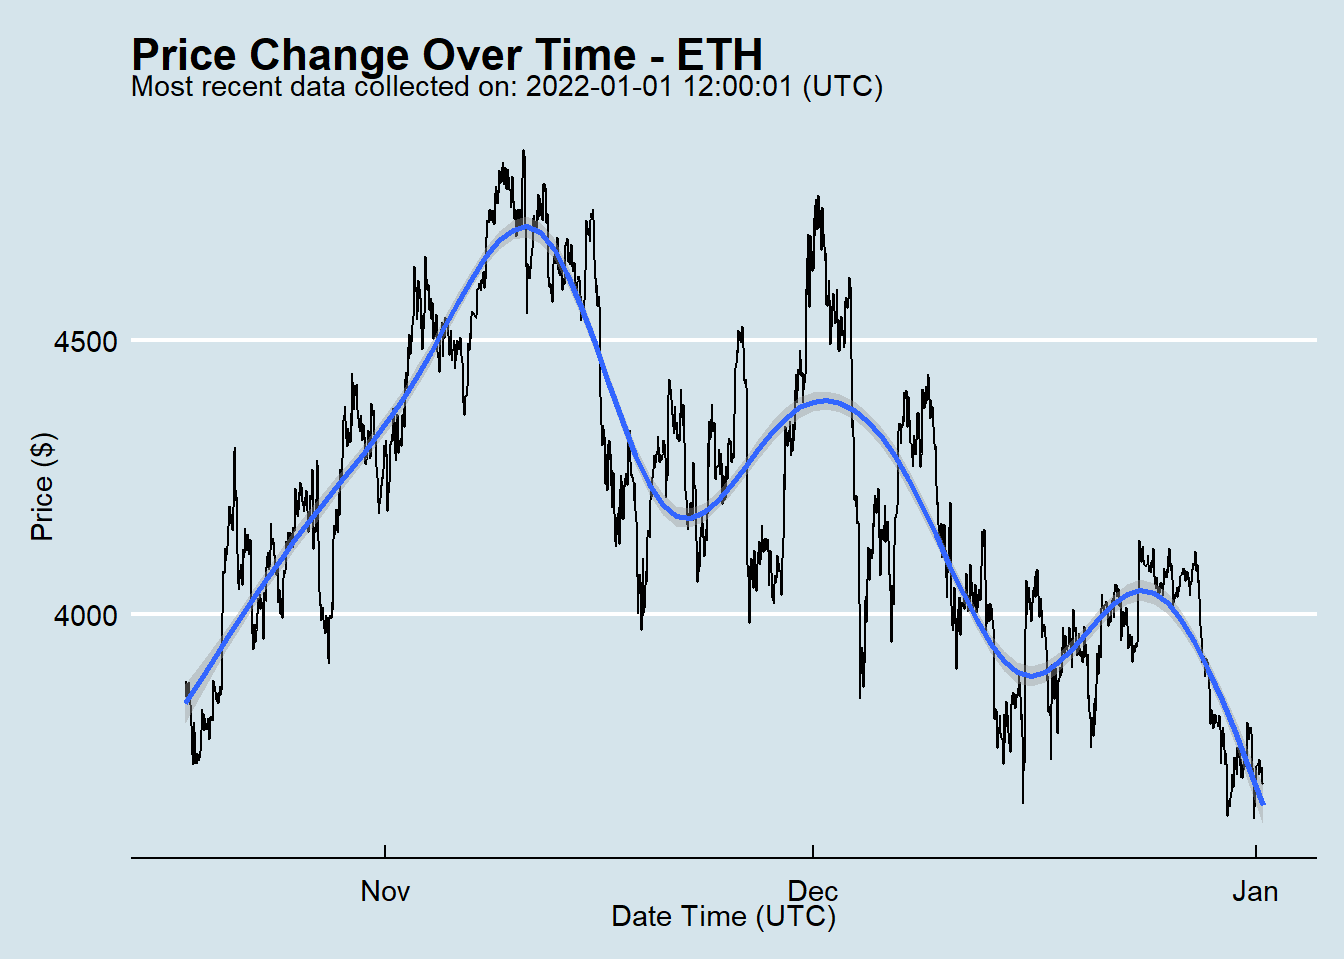 Price Change Over Time - ETH
Most recent data collected on: 2022-01-01 12:00:01 (UTC)
Price ($)
4500
4000
Nov
Dec
Jan
Date Time (UTC)